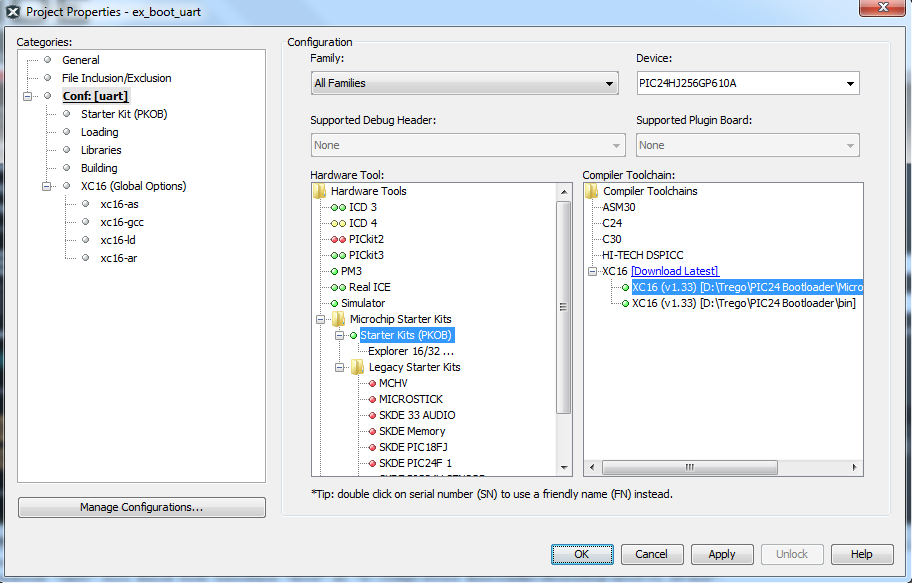 Project Properties - ex_boot_uart
Categories:
General
File Inclusion/Exclusion
Conf: [uart]
Starter Kit (PKOB)
Loading
Libraries
Building
XC16 (Global Options)
xc16-as
xc16-gcc
xc16-ld
xc16-ar
Manage Configurations...
Configuration
Family:
Device:
All Families
PIC24HJ256GP610A
Supported Debug Header:
Supported Plugin Board:
None
None
Hardware Tool:
Hardware Tools
ICD 3
ICD 4
PICkit2
PICkit3
PM3
Real ICE
Simulator
Microchip Starter Kits
Starter Kits (PKOB)
Explorer 16/32 ...
Legacy Starter Kits
MCHV
MICROSTICK
SKDE 33 AUDIO
SKDE Memory
SKDE PIC18FJ
SKDE PIC24F 1
Compiler Toolchain:
Compiler Toolchains
ASM30
C24
C30
HI-TECH DSPICC
XC16 [Download Latest]
XC16 (v1.33) [D:\Trego\PIC24 Bootloader\Micro
XC16 (v1.33) [D:\Trego\PIC24 Bootloader\bin]
*Tip: double click on serial number (SN) to use a friendly name (FN) instead.
OK
Cancel
Apply
Unlock
Help